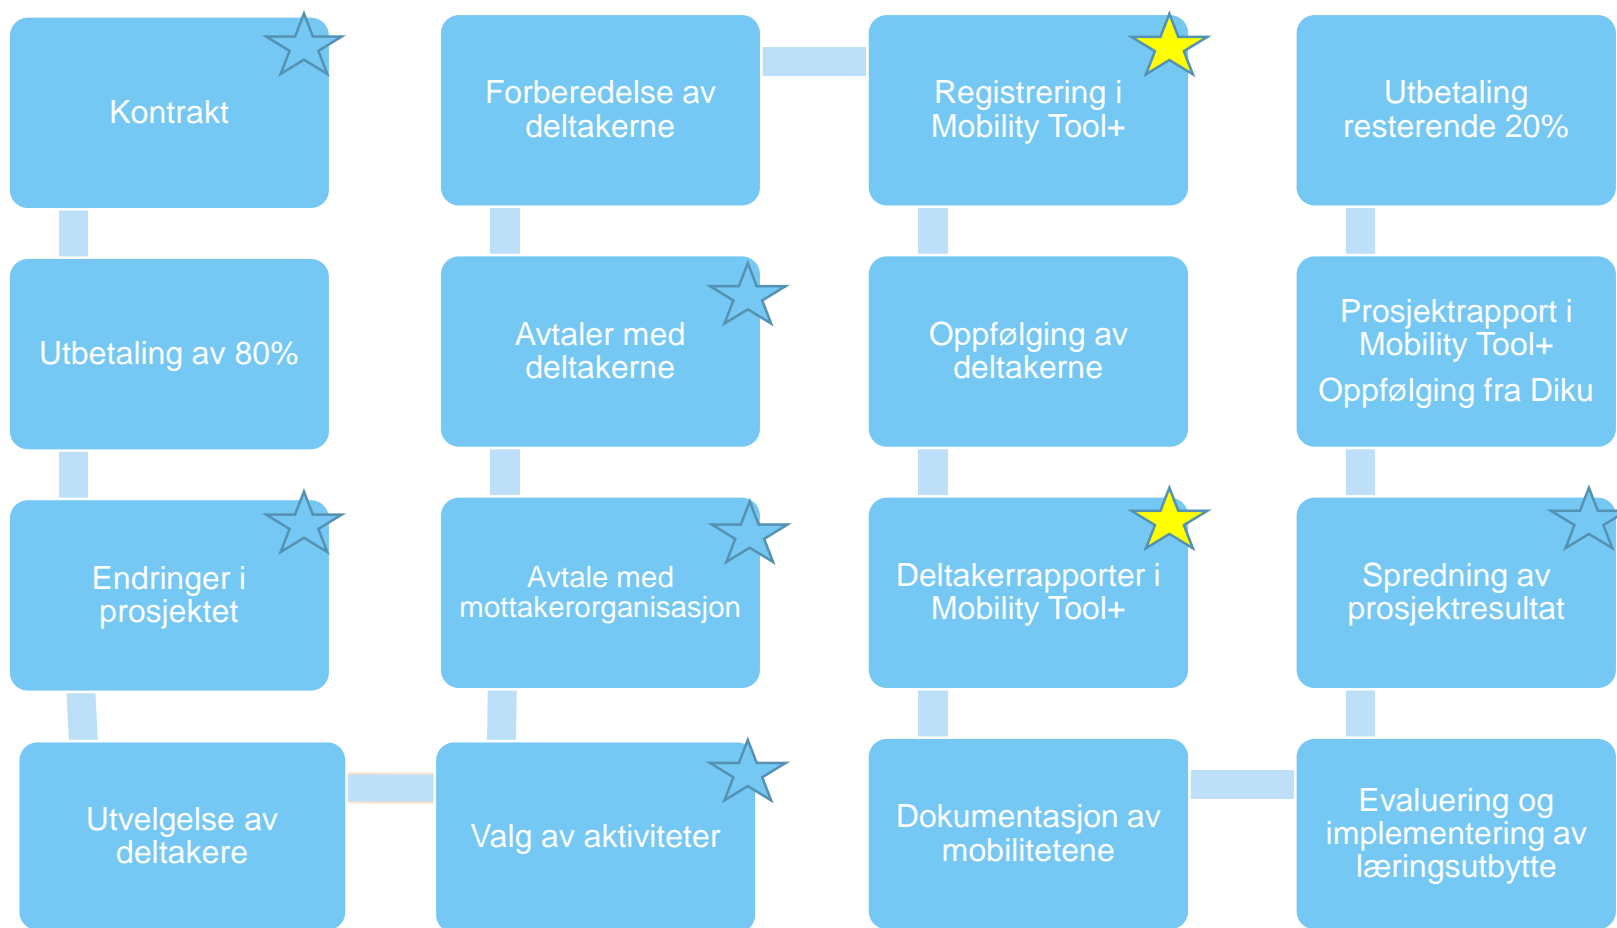 Kontrakt
Utbetaling av 80%
Endringer i
prosjektet
Utvelgelse av
deltakere
Valg av aktiviteter
Avtale med
mottakerorganisasjon
Avtaler med
deltakerne
Forberedelse av
deltakerne
Registrering i
Mobility Tool+
Oppfølging av
deltakerne
Deltakerrapporter i
Mobility Tool+
Dokumentasjon av
mobilitetene
Evaluering og
implementering av
læringsutbytte
Spredning av
prosjektresultat
Prosjektrapport i
Mobility Tool+
Oppfølging fra Diku
Utbetaling
resterende 20%